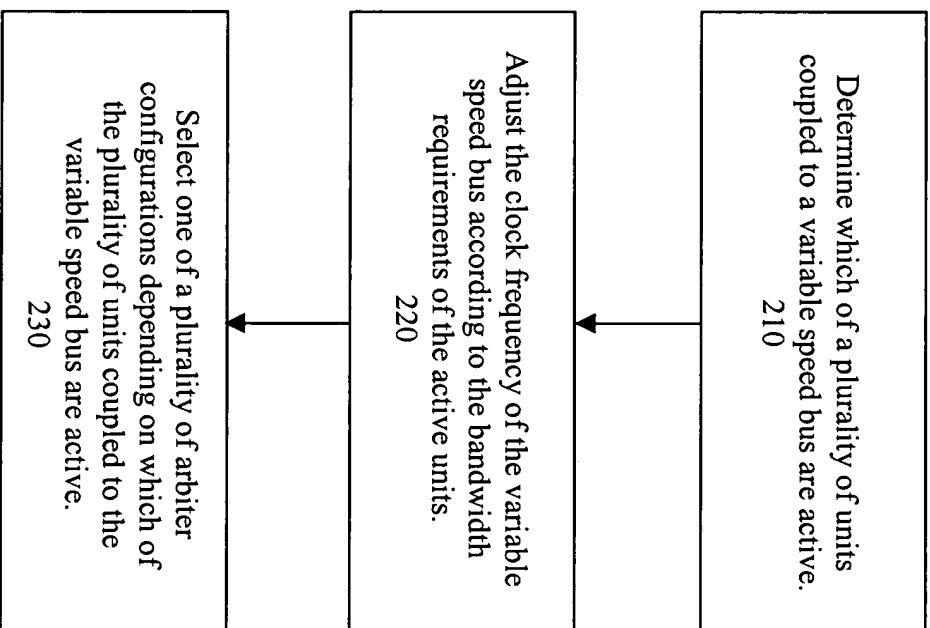 Determine which of a plurality of units
coupled to a variable speed bus are active.
210
Adjust the clock frequency of the variable
speed bus according to the bandwidth
requirements of the active units.
220
Select one of a plurality of arbiter
configurations depending on which of
the plurality of units coupled to the
variable speed bus are active.
230